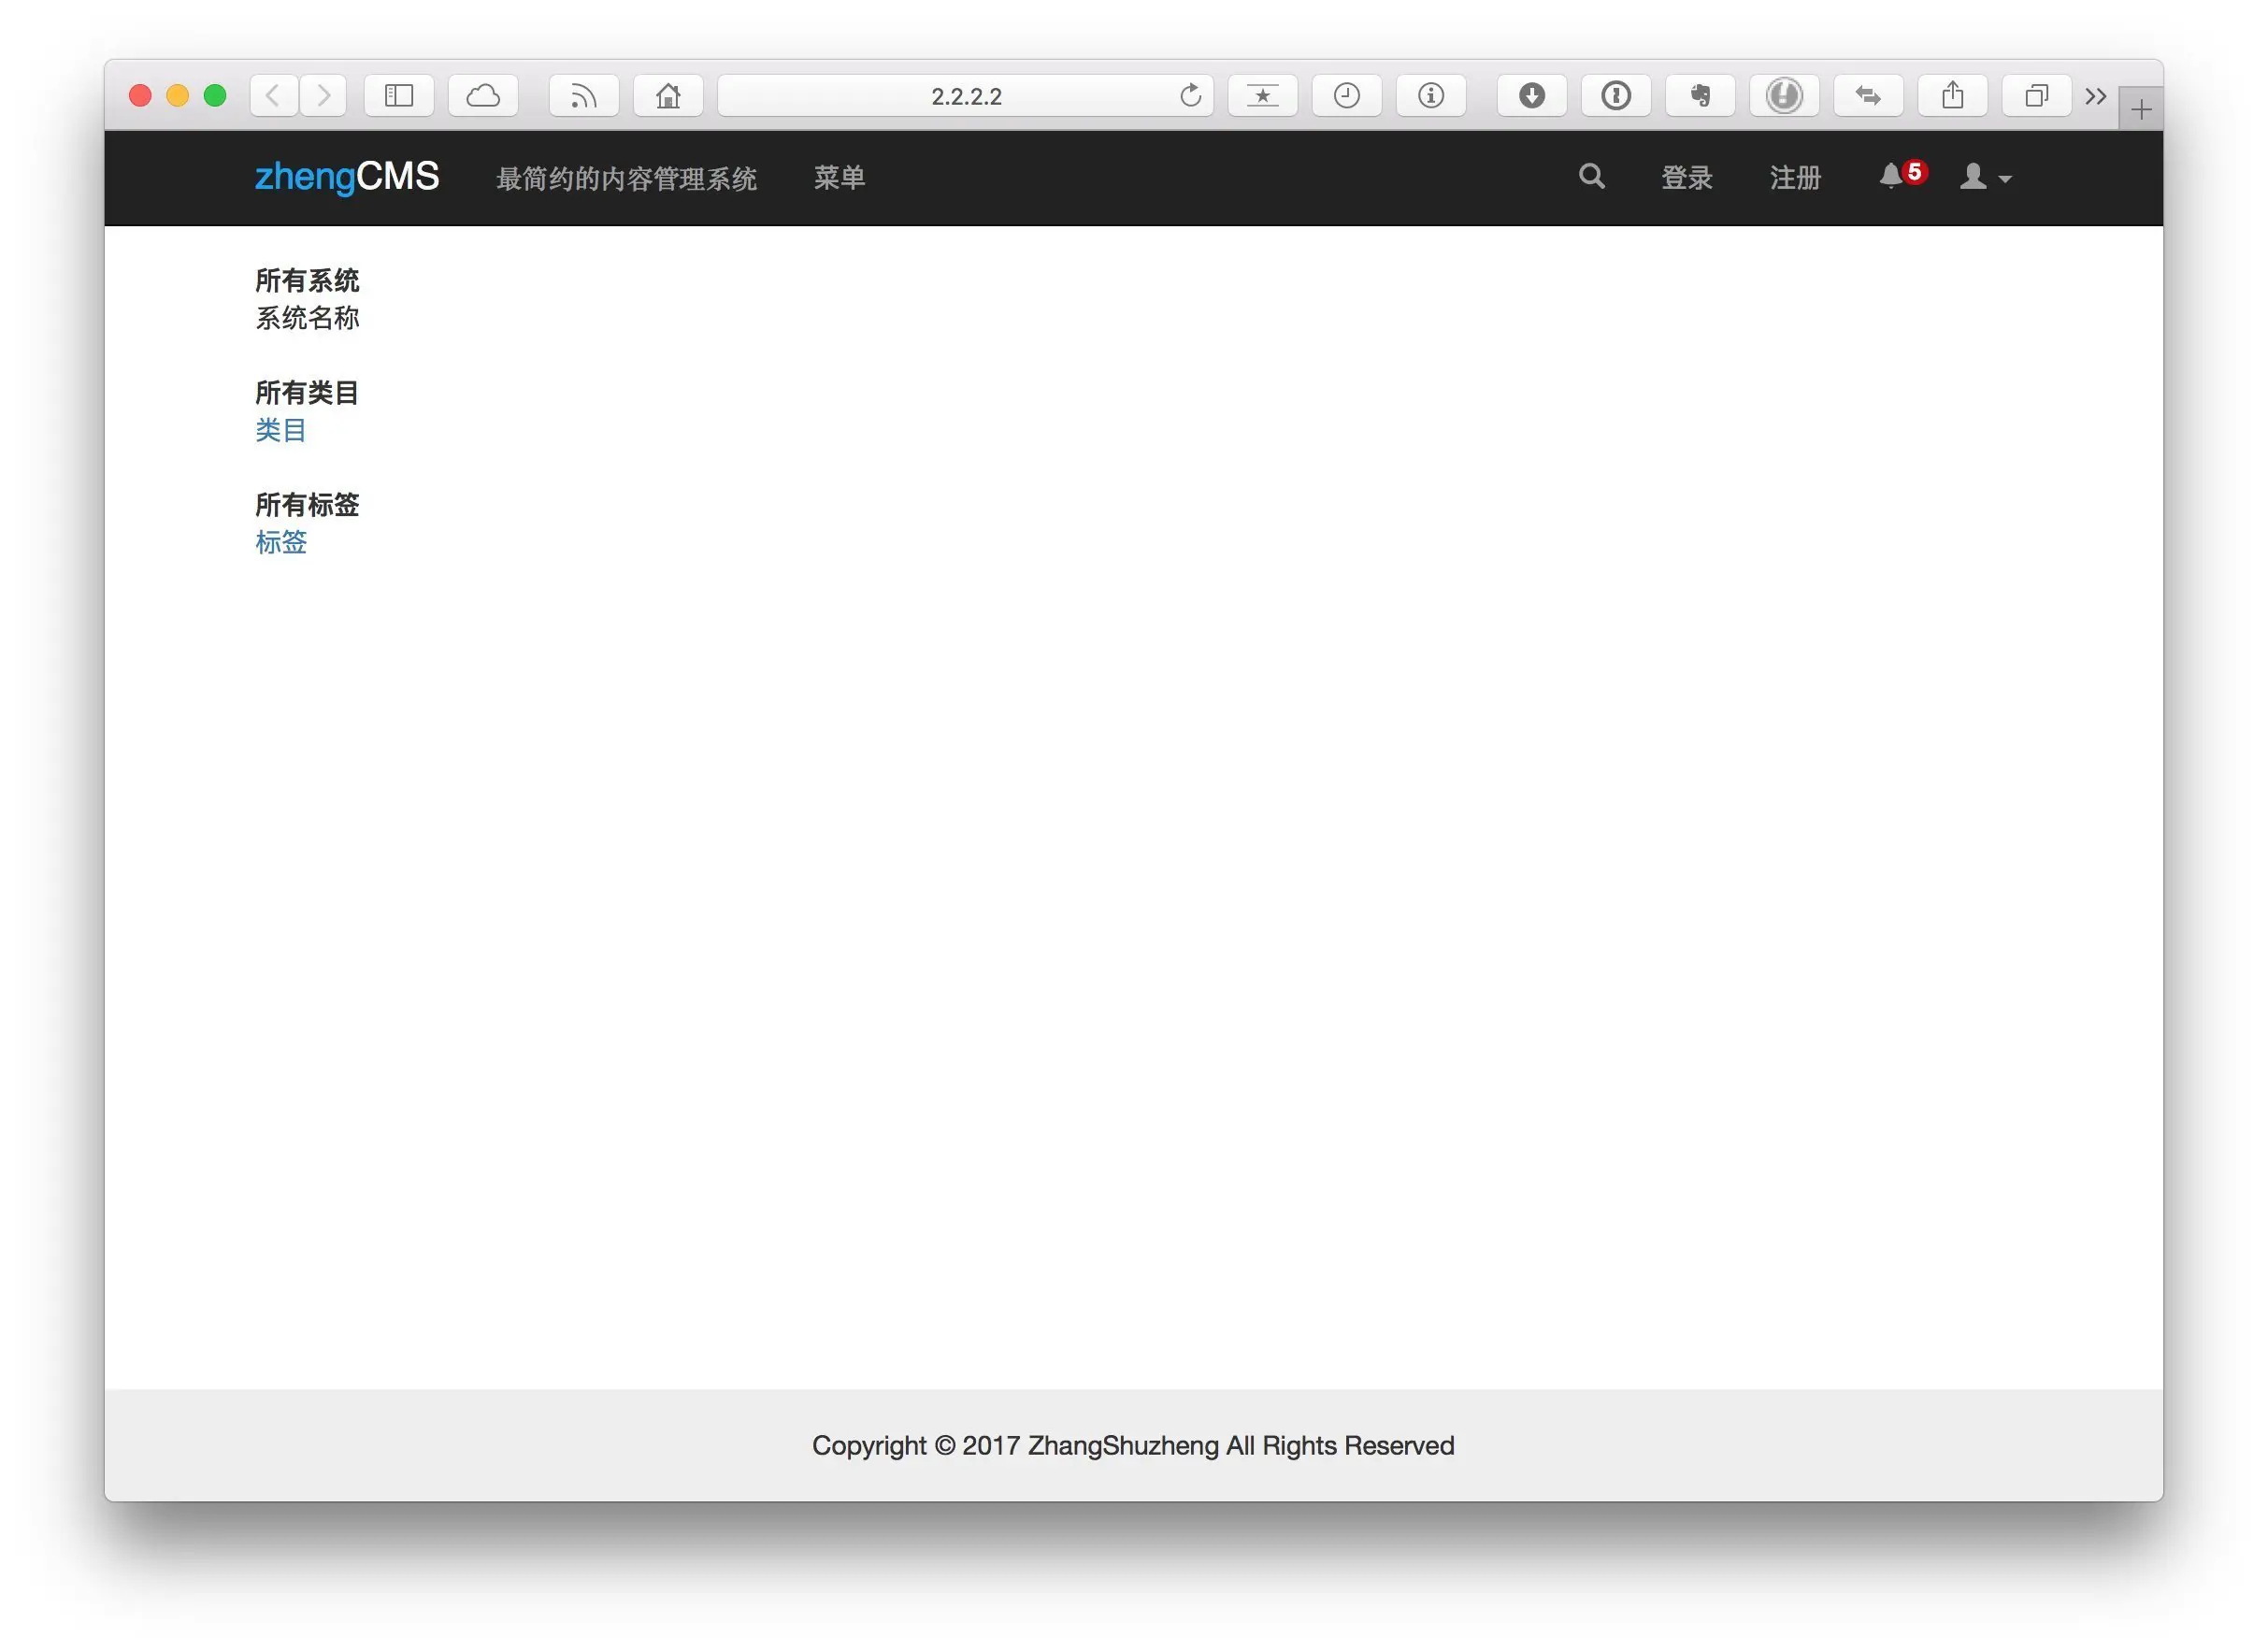 2.2.2.2
zhengCMS 最简约的内容管理系统 菜单 登录 注册 5
所有系统
系统名称
所有类目
类目
所有标签
标签
Copyright © 2017 ZhangShuzheng All Rights Reserved